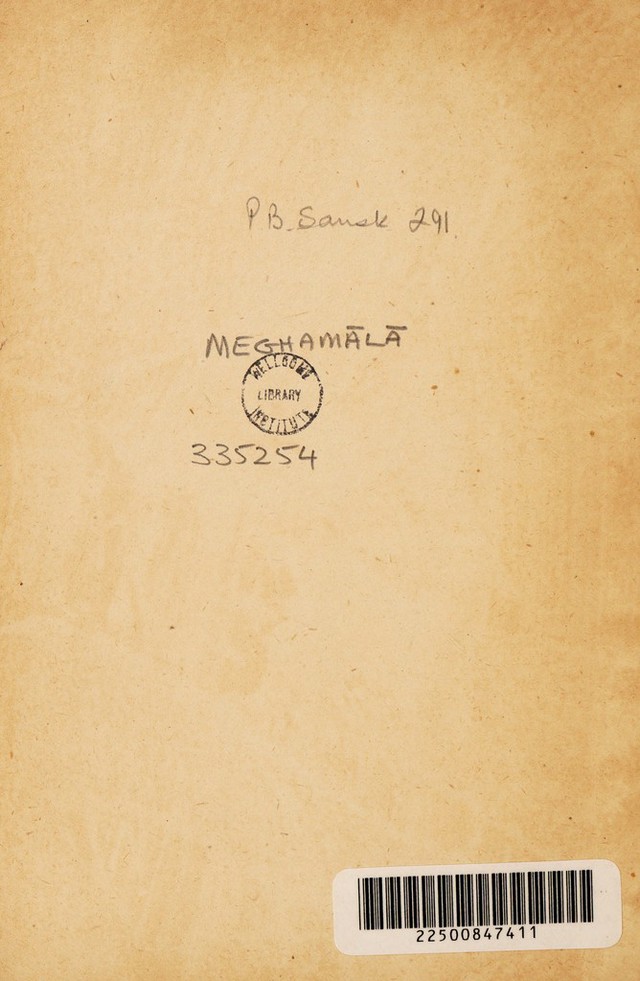 P.B. Sansk 291
MEGHAMĀLĀ
WELLCOME
LIBRARY
INSTITUTE
335254
22500847411